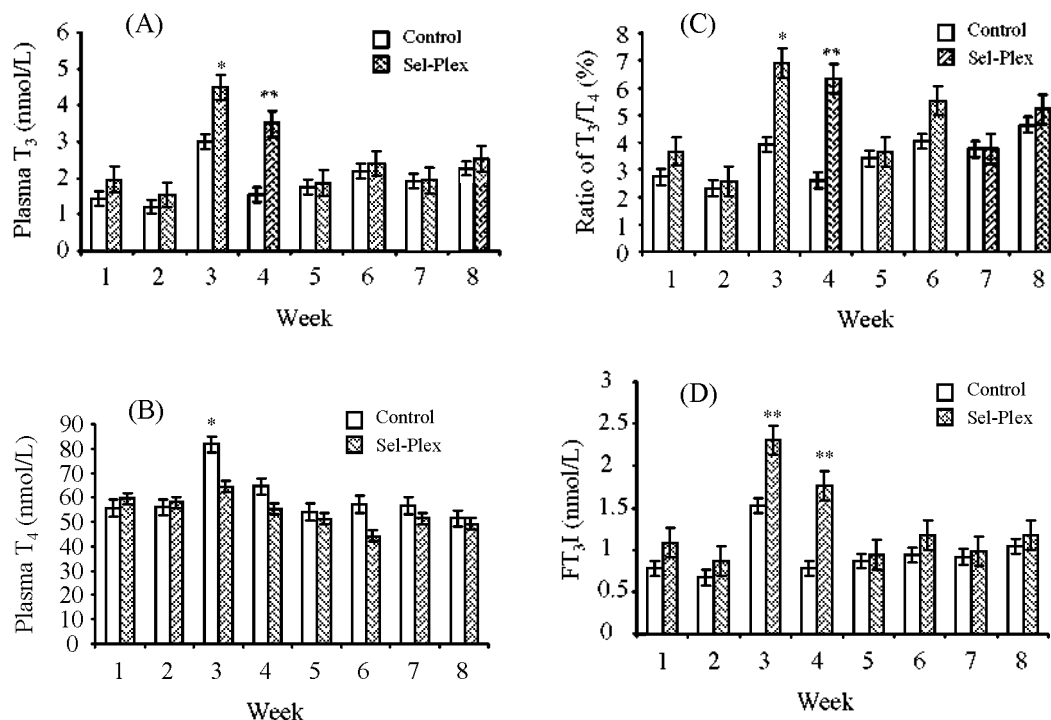 (A)
Control
Sel-Plex
Plasma T3 (nmol/L)
6
5
4
3
2
1
0
*
**
1 2 3 4 5 6 7 8
Week
(C)
Control
Sel-Plex
Ratio of T3/T4 (%)
8
7
6
5
4
3
2
1
0
*
**
1 2 3 4 5 6 7 8
Week
(B)
Control
Sel-Plex
Plasma T4 (nmol/L)
90
80
70
60
50
40
30
20
10
0
*
1 2 3 4 5 6 7 8
Week
(D)
Control
Sel-Plex
FT3I (nmol/L)
3
2.5
2
1.5
1
0.5
0
**
**
1 2 3 4 5 6 7 8
Week